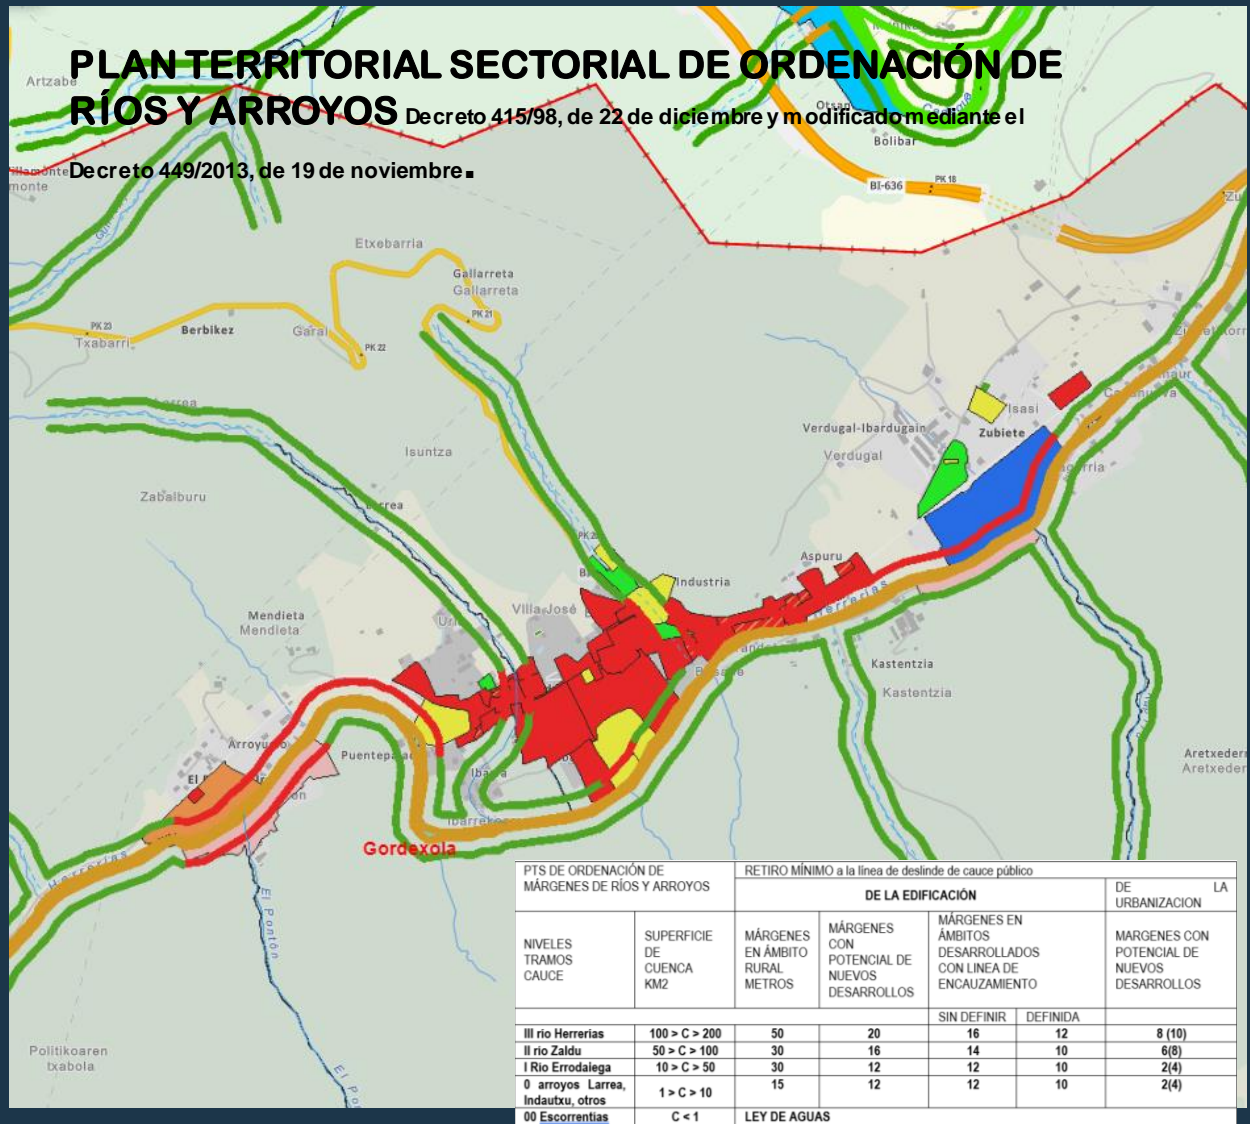 PLAN TERRITORIAL SECTORIAL DE ORDENACIÓN DE
RÍOS Y ARROYOS Decreto 415/98, de 22 de diciembre y modificado mediante el
Decreto 449/2013, de 19 de noviembre.
Artzabe
Bolibar
BI-636
PK 18
Etxebarria
Gallarreta
Gallarreta
PK 21
PK 23
Txabarri
Berbikez
Garai
PK 22
Isuntza
Zabalburu
Verdugal-Ibardugain
Verdugal
Isasi
Zubiete
Aspuru
Industria
Villa-José
Mendieta
Mendieta
Kastentzia
Kastentzia
Aretxeder
Aretxeder
Gordexola
Herrerias
Herrerias
El Pontón
Politikoaren
txabola
PTS DE ORDENACIÓN DE MÁRGENES DE RÍOS Y ARROYOS
RETIRO MÍNIMO a la línea de deslinde de cauce público
DE LA EDIFICACIÓN
DE LA URBANIZACION
NIVELES TRAMOS CAUCE
SUPERFICIE DE CUENCA KM2
MÁRGENES EN ÁMBITO RURAL METROS
MÁRGENES CON POTENCIAL DE NUEVOS DESARROLLOS
MÁRGENES EN ÁMBITOS DESARROLLADOS CON LINEA DE ENCAUZAMIENTO
MARGENES CON POTENCIAL DE NUEVOS DESARROLLOS
SIN DEFINIR DEFINIDA
III rio Herrerias 100 > C > 200 50 20 16 12 8 (10)
II rio Zaldu 50 > C > 100 30 16 14 10 6(8)
I Rio Errodaiega 10 > C > 50 30 12 12 10 2(4)
0 arroyos Larrea, Indautxu, otros 1 > C > 10 15 12 12 10 2(4)
00 Escorrentías C < 1 LEY DE AGUAS